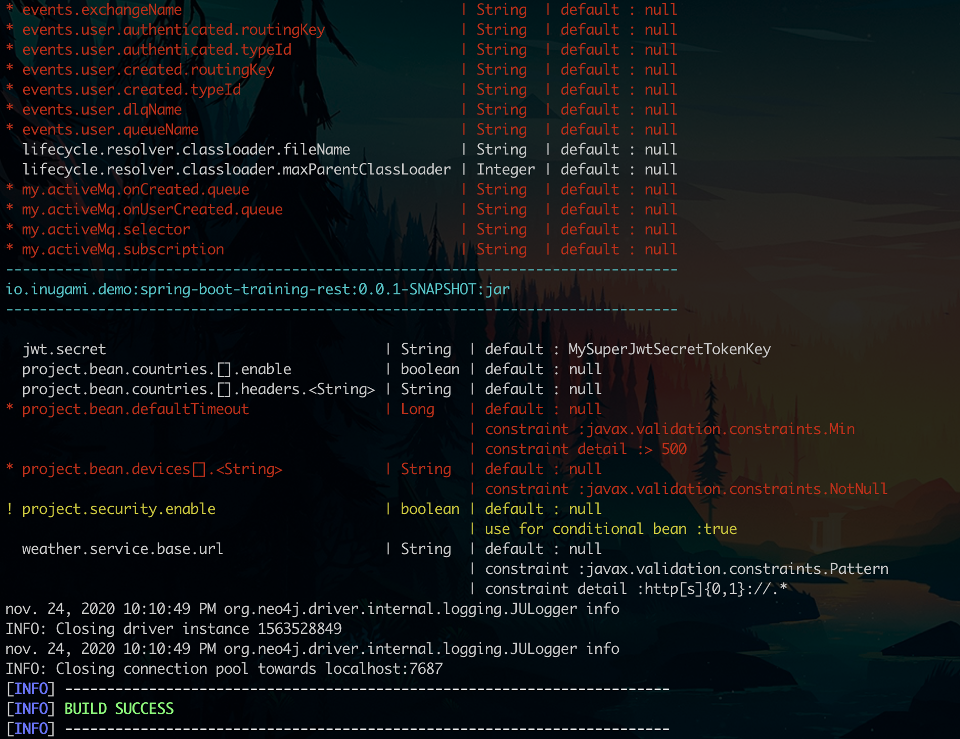 * events.exchangeName | String | default : null
* events.user.authenticated.routingKey | String | default : null
* events.user.authenticated.typeId | String | default : null
* events.user.created.routingKey | String | default : null
* events.user.created.typeId | String | default : null
* events.user.dlqName | String | default : null
* events.user.queueName | String | default : null
lifecycle.resolver.classloader.fileName | String | default : null
lifecycle.resolver.classloader.maxParentClassLoader | Integer | default : null
* my.activeMq.onCreated.queue | String | default : null
* my.activeMq.onUserCreated.queue | String | default : null
* my.activeMq.selector | String | default : null
* my.activeMq.subscription | String | default : null
--------------------------------------------------------------------------------
io.inugami.demo:spring-boot-training-rest:0.0.1-SNAPSHOT:jar
--------------------------------------------------------------------------------
jwt.secret | String | default : MySuperJwtSecretTokenKey
project.bean.countries.[].enable | boolean | default : null
project.bean.countries.[].headers.<String> | String | default : null
* project.bean.defaultTimeout | Long | default : null
| constraint :javax.validation.constraints.Min
| constraint detail :> 500
* project.bean.devices[].<String> | String | default : null
| constraint :javax.validation.constraints.NotNull
! project.security.enable | boolean | default : null
| use for conditional bean :true
weather.service.base.url | String | default : null
| constraint :javax.validation.constraints.Pattern
| constraint detail :http[s]{0,1}://.*
nov. 24, 2020 10:10:49 PM org.neo4j.driver.internal.logging.JULogger info
INFO: Closing driver instance 1563528849
nov. 24, 2020 10:10:49 PM org.neo4j.driver.internal.logging.JULogger info
INFO: Closing connection pool towards localhost:7687
[INFO] ------------------------------------------------------------------------
[INFO] BUILD SUCCESS
[INFO] ------------------------------------------------------------------------